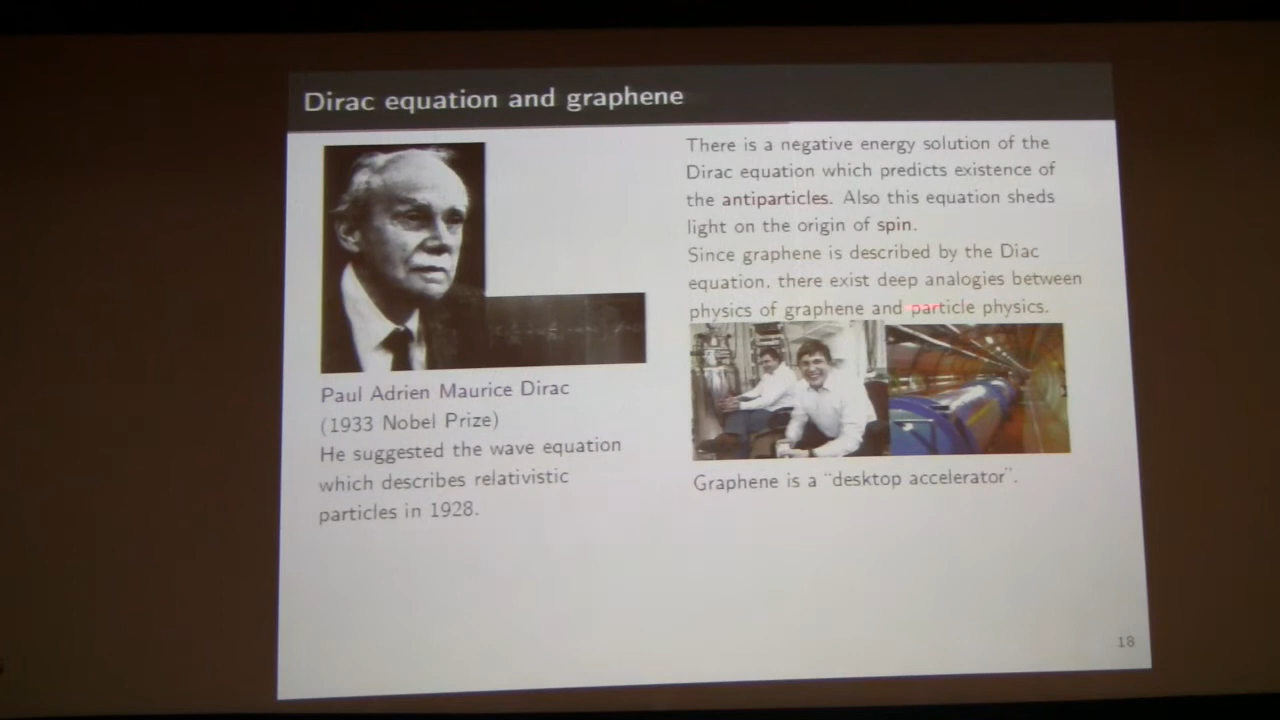 Dirac equation and graphene
Paul Adrien Maurice Dirac
(1933 Nobel Prize)
He suggested the wave equation
which describes relativistic
particles in 1928.
There is a negative energy solution of the
Dirac equation which predicts existence of
the antiparticles. Also this equation sheds
light on the origin of spin.
Since graphene is described by the Diac
equation, there exist deep analogies between
physics of graphene and particle physics.
Graphene is a "desktop accelerator".
18